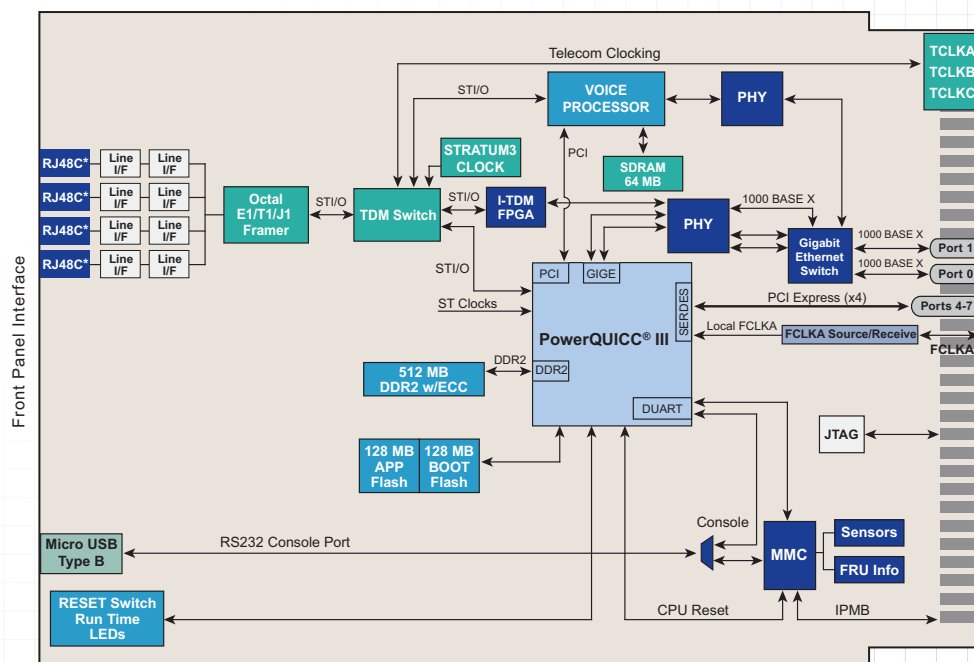 Telecom Clocking
TCLKA
TCLKB
TCLKC
STI/O
VOICE
PROCESSOR
PHY
PCI
STRATUM3
CLOCK
SDRAM
64 MB
RJ48C*
Line
I/F
Line
I/F
RJ48C*
Line
I/F
Line
I/F
RJ48C*
Line
I/F
Line
I/F
RJ48C*
Line
I/F
Line
I/F
Octal
E1/T1/J1
Framer
STI/O
TDM Switch
STI/O
I-TDM
FPGA
PHY
1000 BASE X
Gigabit
Ethernet
Switch
1000 BASE X
Port 1
1000 BASE X
Port 0
STI/O
PCI
GIGE
SERDES
PCI Express (x4)
Ports 4-7
ST Clocks
PowerQUICC® III
Local FCLKA
FCLKA Source/Receive
FCLKA
512 MB
DDR2 w/ECC
DDR2
DDR2
DUART
Front Panel Interface
JTAG
128 MB
APP
Flash
128 MB
BOOT
Flash
Micro USB
Type B
RS232 Console Port
Console
MMC
Sensors
FRU Info
RESET Switch
Run Time
LEDs
CPU Reset
IPMB